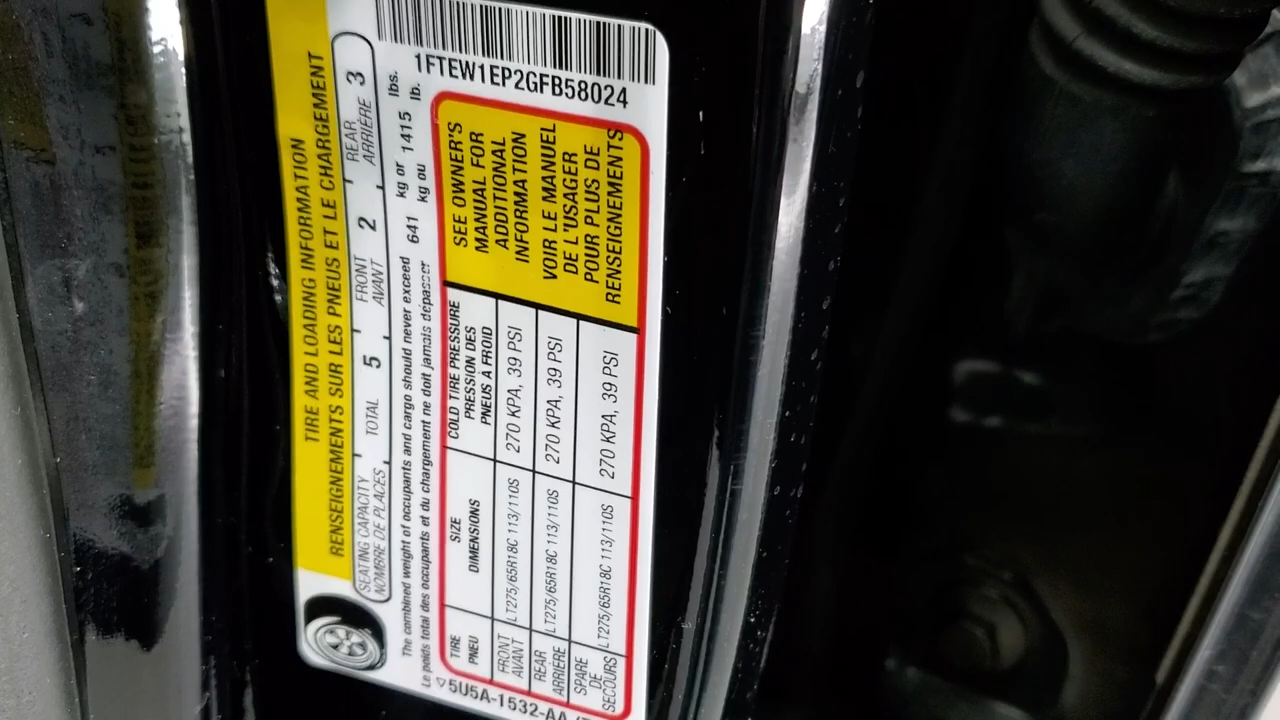 TIRE AND LOADING INFORMATION
RENSEIGNEMENTS SUR LES PNEUS ET LE CHARGEMENT
SEATING CAPACITY TOTAL 5 FRONT 2 REAR 3
NOMBRE DE PLACES AVANT ARRIÈRE
The combined weight of occupants and cargo should never exceed 641 kg or 1415 lbs.
Le poids total des occupants et du chargement ne doit jamais dépasser kg ou lb.
1FTEW1EP2GFB58024
TIRE SIZE COLD TIRE PRESSURE
PNEU DIMENSIONS PRESSION DES
PNEUS À FROID
FRONT LT275/65R18C 113/110S 270 KPA, 39 PSI
AVANT
REAR LT275/65R18C 113/110S 270 KPA, 39 PSI
ARRIÈRE
SPARE LT275/65R18C 113/110S 270 KPA, 39 PSI
DE
SECOURS
SEE OWNER'S
MANUAL FOR
ADDITIONAL
INFORMATION
VOIR LE MANUEL
DE L'USAGER
POUR PLUS DE
RENSEIGNEMENTS
5U5A-1532-AA